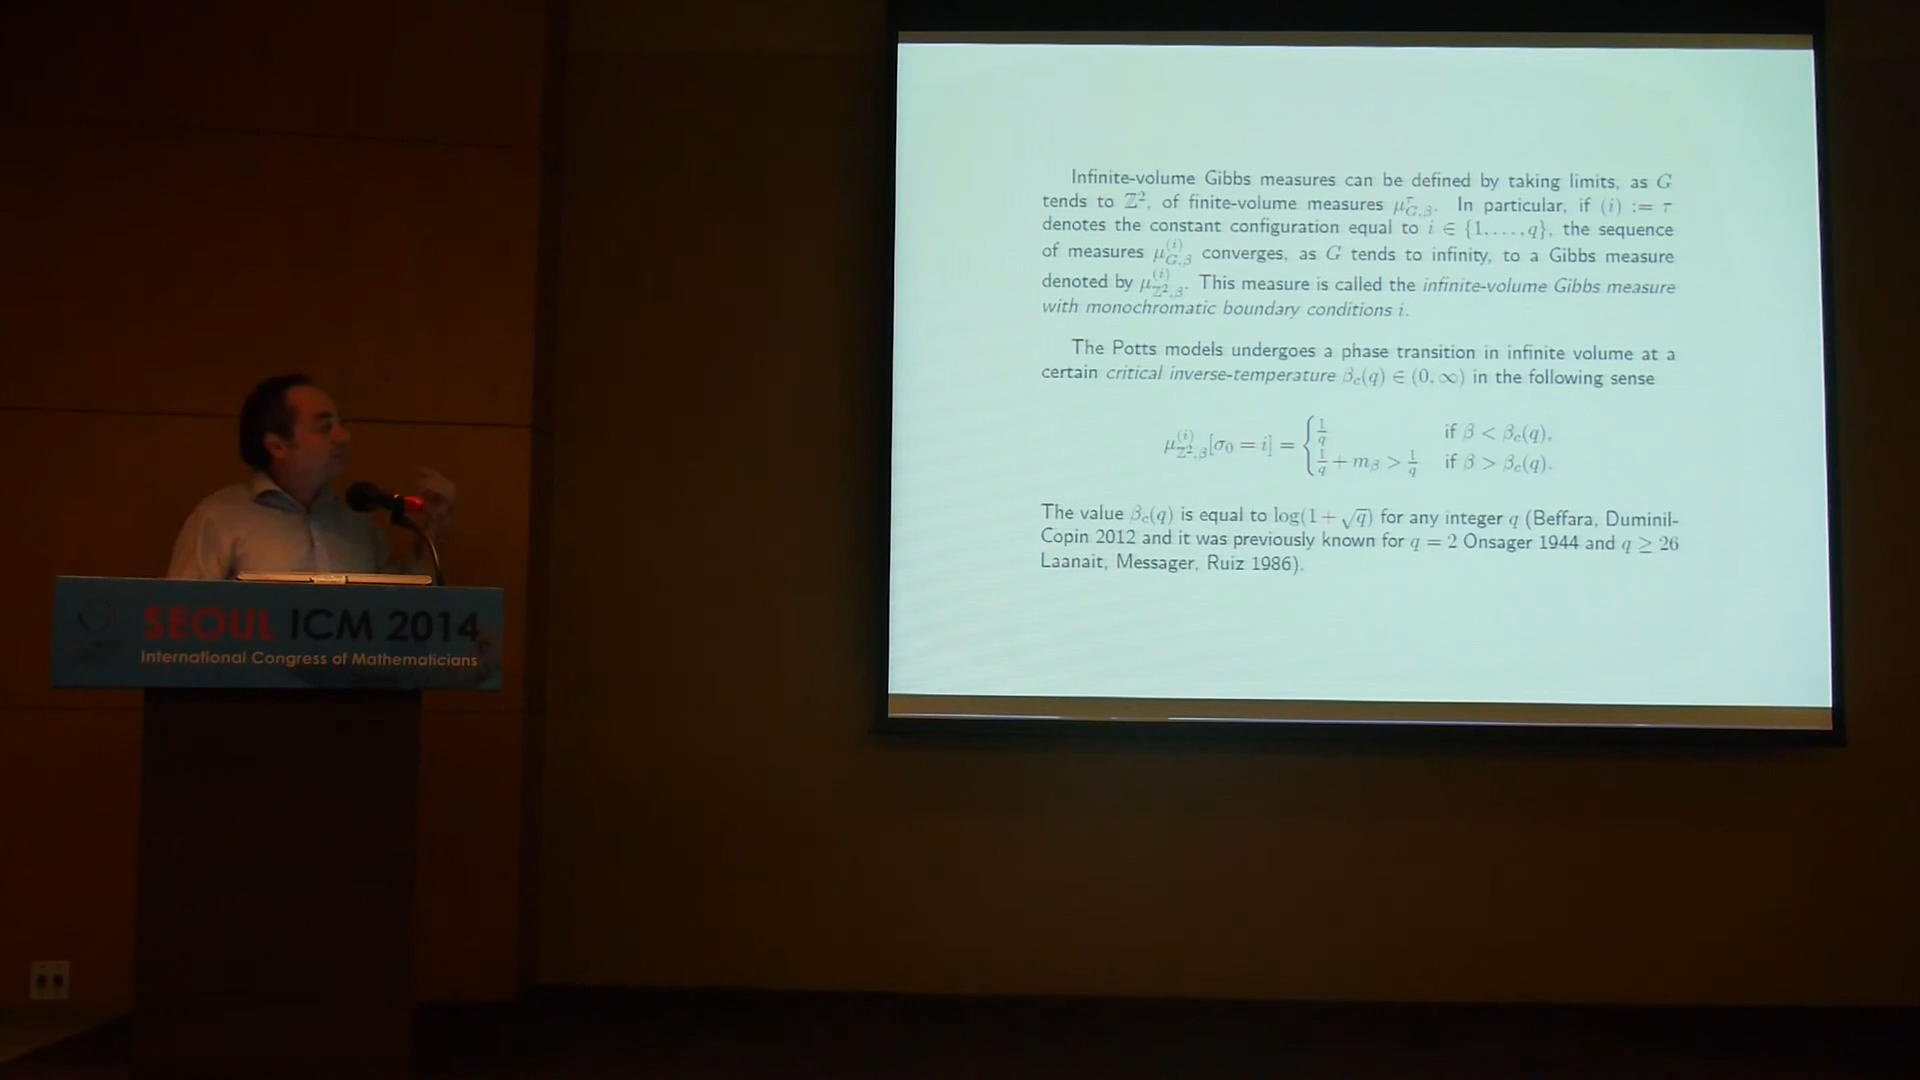 Infinite-volume Gibbs measures can be defined by taking limits, as G
tends to ℤ², of finite-volume measures μ^τ_{G,β}. In particular, if (i) := τ
denotes the constant configuration equal to i ∈ {1,...,q}, the sequence
of measures μ^{(i)}_{G,β} converges, as G tends to infinity, to a Gibbs measure
denoted by μ^{(i)}_{ℤ²,β}. This measure is called the infinite-volume Gibbs measure
with monochromatic boundary conditions i.
The Potts models undergoes a phase transition in infinite volume at a
certain critical inverse-temperature β_c(q) ∈ (0,∞) in the following sense
μ^{(i)}_{ℤ²,β}[σ₀ = i] = { 1/q if β < β_c(q),
1/q + m_β > 1/q if β > β_c(q).
The value β_c(q) is equal to log(1 + √q) for any integer q (Beffara, Duminil-
Copin 2012 and it was previously known for q = 2 Onsager 1944 and q ≥ 26
Laanait, Messager, Ruiz 1986).
SEOUL ICM 2014
International Congress of Mathematicians